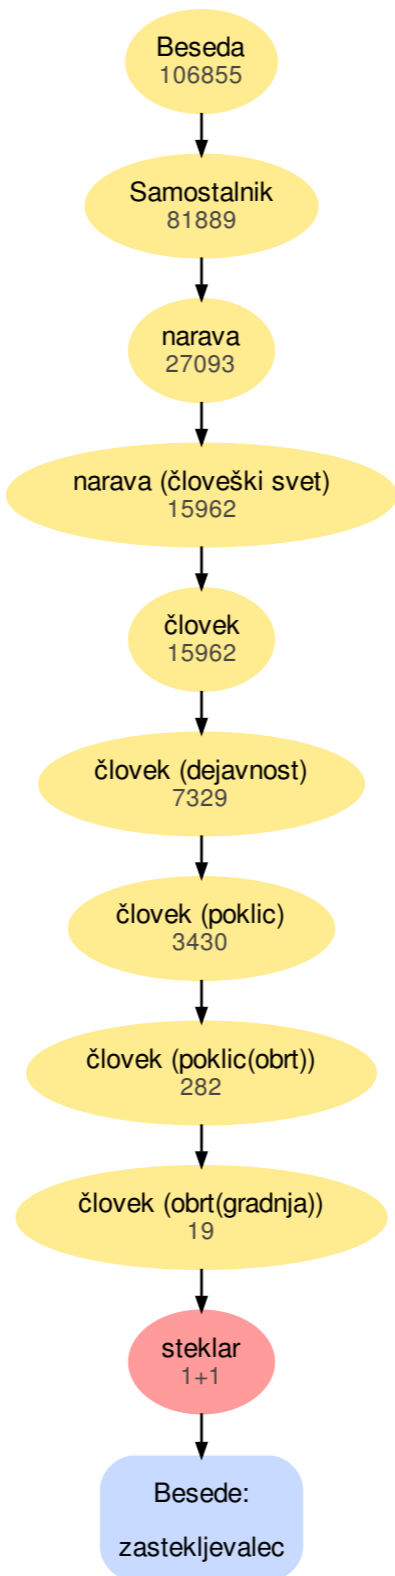 Beseda
106855
Samostalnik
81889
narava
27093
narava (človeški svet)
15962
človek
15962
človek (dejavnost)
7329
človek (poklic)
3430
človek (poklic(obrt))
282
človek (obrt(gradnja))
19
steklar
1+1
Besede:
zastekljevalec